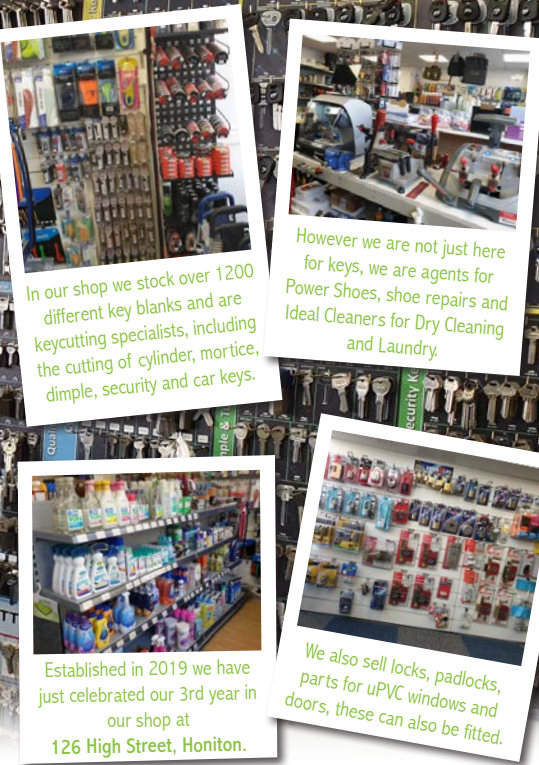 In our shop we stock over 1200
different key blanks and are
keycutting specialists, including
the cutting of cylinder, mortice,
dimple, security and car keys.
However we are not just here
for keys, we are agents for
Power Shoes, shoe repairs and
Ideal Cleaners for Dry Cleaning
and Laundry.
ecurity Ke
Established in 2019 we have
just celebrated our 3rd year in
our shop at
126 High Street, Honiton.
We also sell locks, padlocks,
parts for uPVC windows and
doors, these can also be fitted.